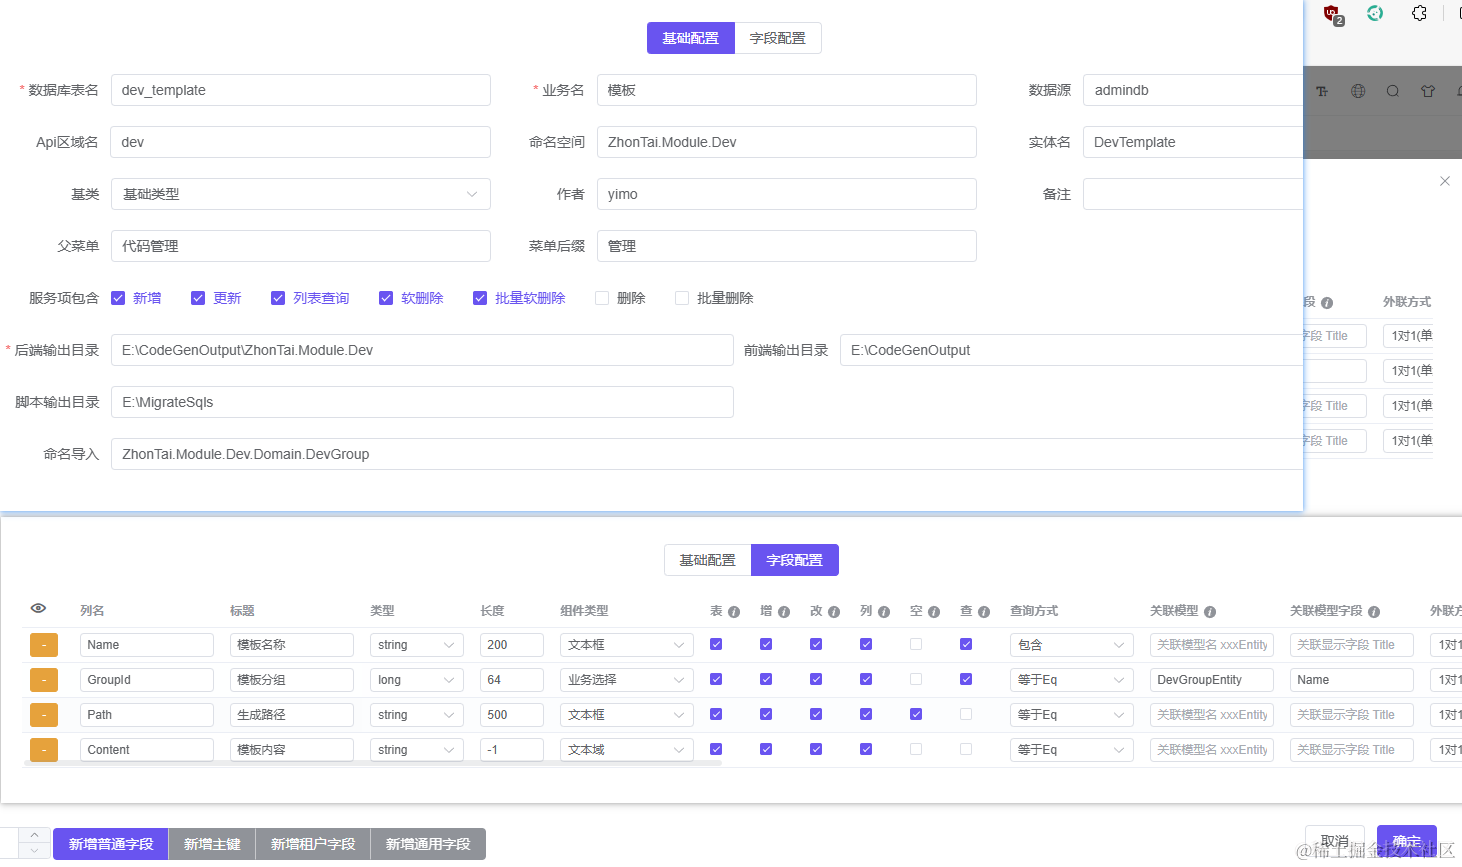 2
基础配置 字段配置
* 数据库表名 dev_template * 业务名 模板 数据源 admindb
Api区域名 dev 命名空间 ZhonTai.Module.Dev 实体名 DevTemplate
基类 基础类型 作者 yimo 备注
父菜单 代码管理 菜单后缀 管理
服务项包含 新增 更新 列表查询 软删除 批量软删除 删除 批量删除
段 外联方式
* 后端输出目录 E:\CodeGenOutput\ZhonTai.Module.Dev 前端输出目录 E:\CodeGenOutput
字段 Title 1对1(单
1对1(单
脚本输出目录 E:\MigrateSqls
字段 Title 1对1(单
字段 Title 1对1(单
命名导入 ZhonTai.Module.Dev.Domain.DevGroup
基础配置 字段配置
列名 标题 类型 长度 组件类型 表 增 改 列 空 查 查询方式 关联模型 关联模型字段 外联方
- Name 模板名称 string 200 文本框 包含 关联模型名 xxxEntity 关联显示字段 Title 1对1
- GroupId 模板分组 long 64 业务选择 等于Eq DevGroupEntity Name 1对1
- Path 生成路径 string 500 文本框 等于Eq 关联模型名 xxxEntity 关联显示字段 Title 1对1
- Content 模板内容 string -1 文本域 等于Eq 关联模型名 xxxEntity 关联显示字段 Title 1对1
新增普通字段 新增主键 新增租户字段 新增通用字段 取消 确定
@稀土掘金技术社区